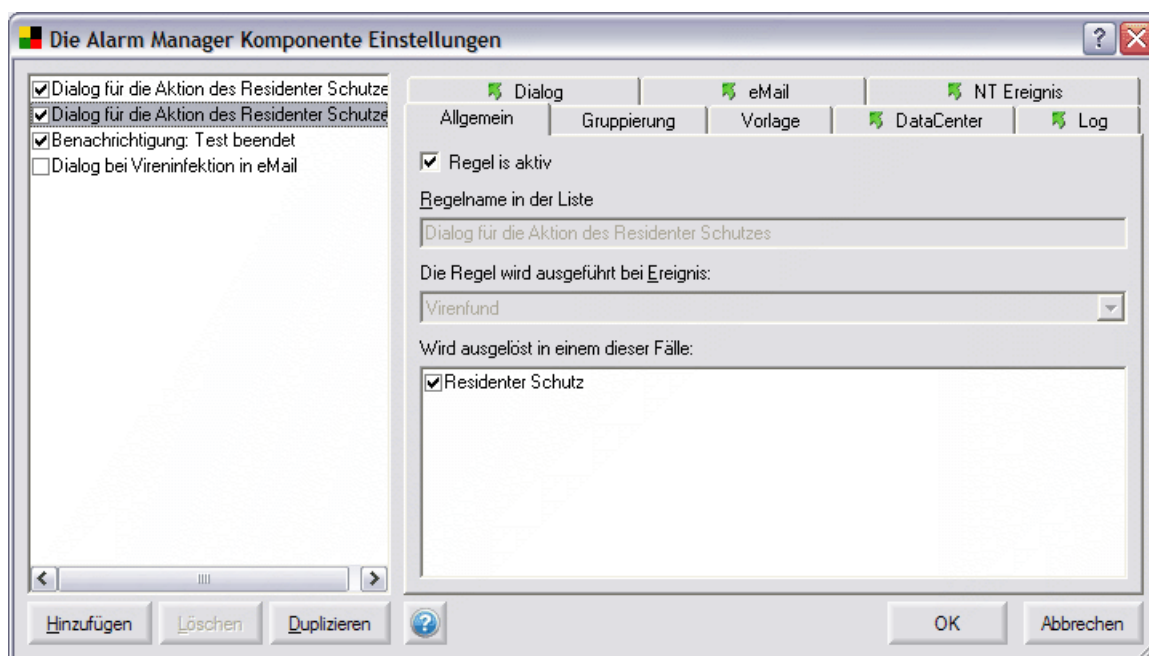 Die Alarm Manager Komponente Einstellungen
Dialog für die Aktion des Residenter Schutze
Dialog für die Aktion des Residenter Schutze
Benachrichtigung: Test beendet
Dialog bei Vireninfektion in eMail
Dialog eMail NT Ereignis
Allgemein Gruppierung Vorlage DataCenter Log
Regel is aktiv
Regelname in der Liste
Dialog für die Aktion des Residenter Schutzes
Die Regel wird ausgeführt bei Ereignis:
Virenfund
Wird ausgelöst in einem dieser Fälle:
Residenter Schutz
Hinzufügen Löschen Duplizieren ? OK Abbrechen